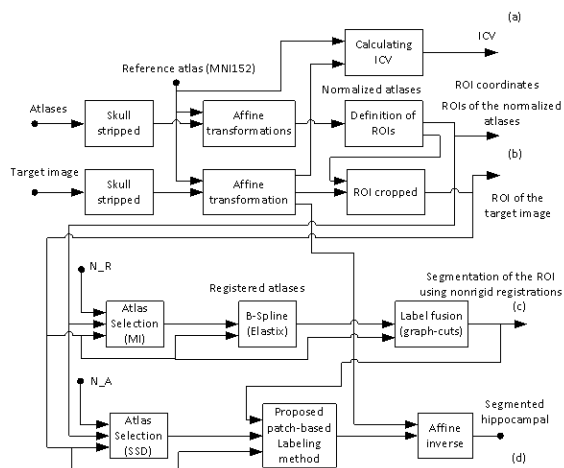 (a)
Calculating
ICV
ICV
Reference atlas (MNI152)
Normalized atlases
ROI coordinates
ROIs of the normalized
atlases
Atlases
Skull
stripped
Affine
transformations
Definition of
ROIs
(b)
Target image
Skull
stripped
Affine
transformation
ROI cropped
ROI of the
target image
N_R
Registered atlases
Segmentation of the ROI
using nonrigid registrations
(c)
Atlas
Selection
(MI)
B-Spline
(Elastix)
Label fusion
(graph-cuts)
N_A
Atlas
Selection
(SSD)
Proposed
patch-based
Labeling
method
Affine
inverse
Segmented
hippocampal
(d)